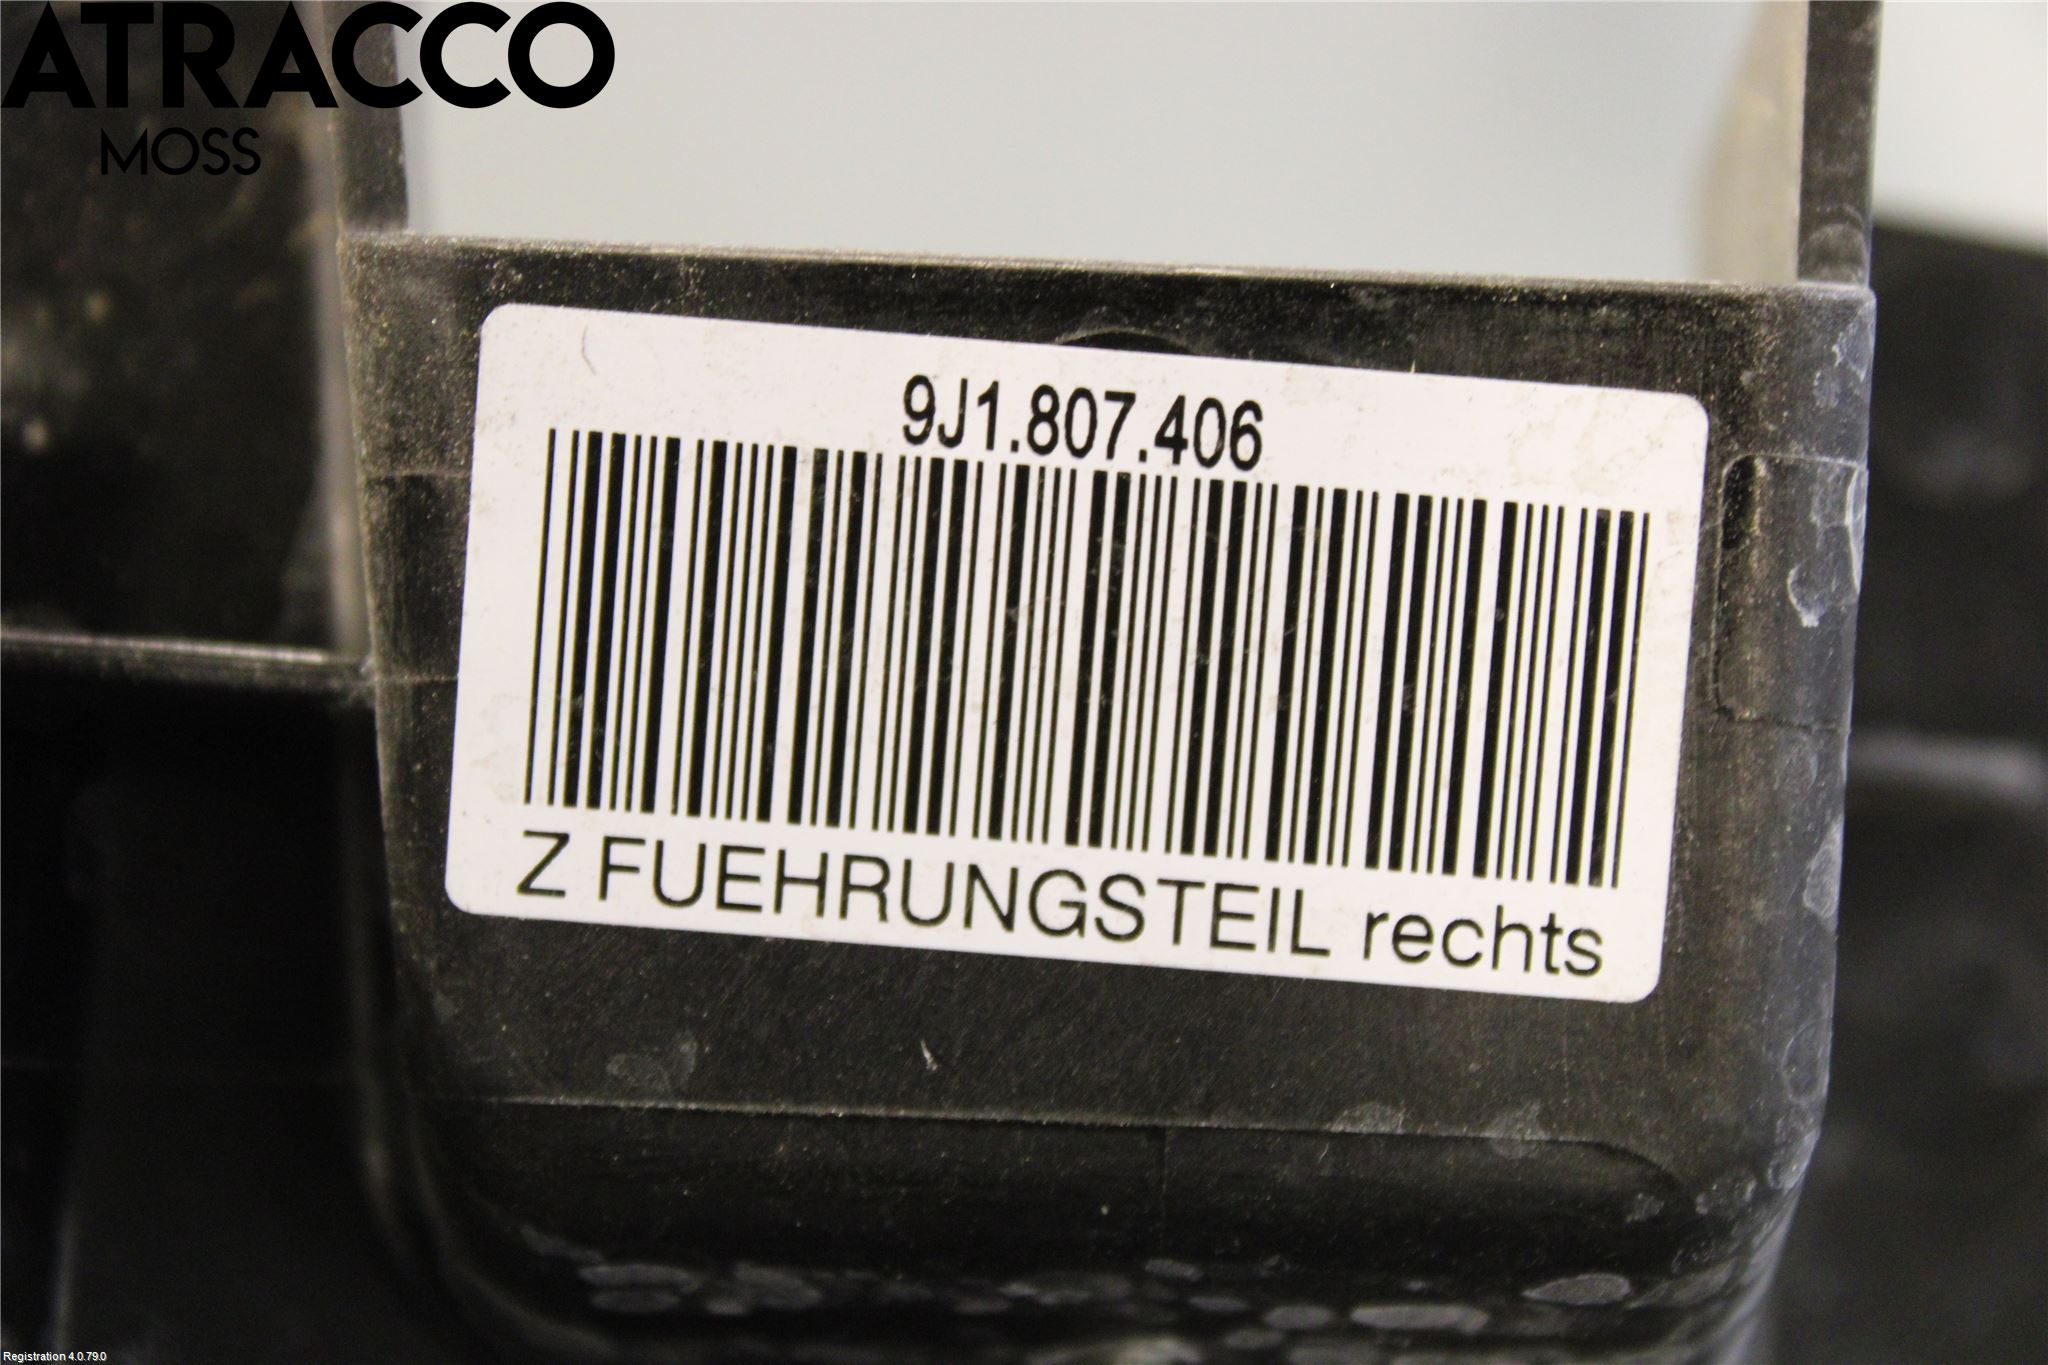 ATRACCO
MOSS
9J1.807.406
Z FUEHRUNGSTEIL rechts
Registration 4.0.79.0